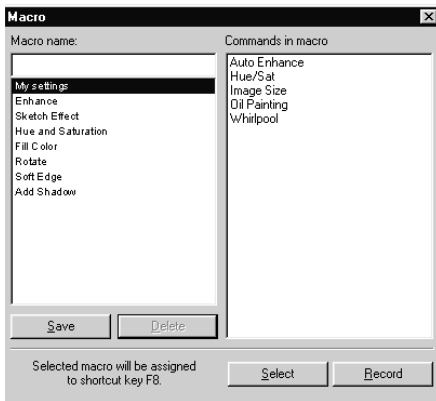 Macro
Macro name:
My settings
Enhance
Sketch Effect
Hue and Saturation
Fill Color
Rotate
Soft Edge
Add Shadow
Save
Delete
Commands in macro
Auto Enhance
Hue/Sat
Image Size
Oil Painting
Whirlpool
Selected macro will be assigned
to shortcut key F8.
Select
Record